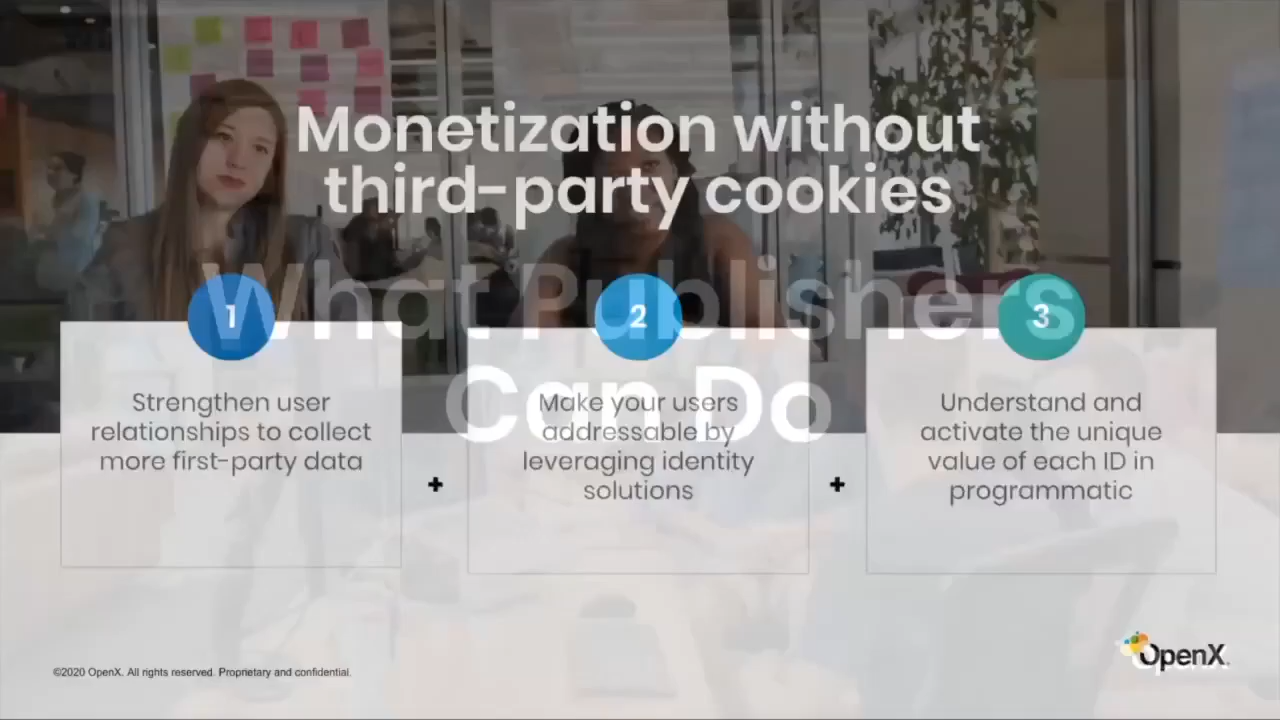 Monetization without
third-party cookies
What Publishers
Can Do
1
Strengthen user
relationships to collect
more first-party data
+
2
Make your users
addressable by
leveraging identity
solutions
+
3
Understand and
activate the unique
value of each ID in
programmatic
©2020 OpenX. All rights reserved. Proprietary and confidential.
OpenX